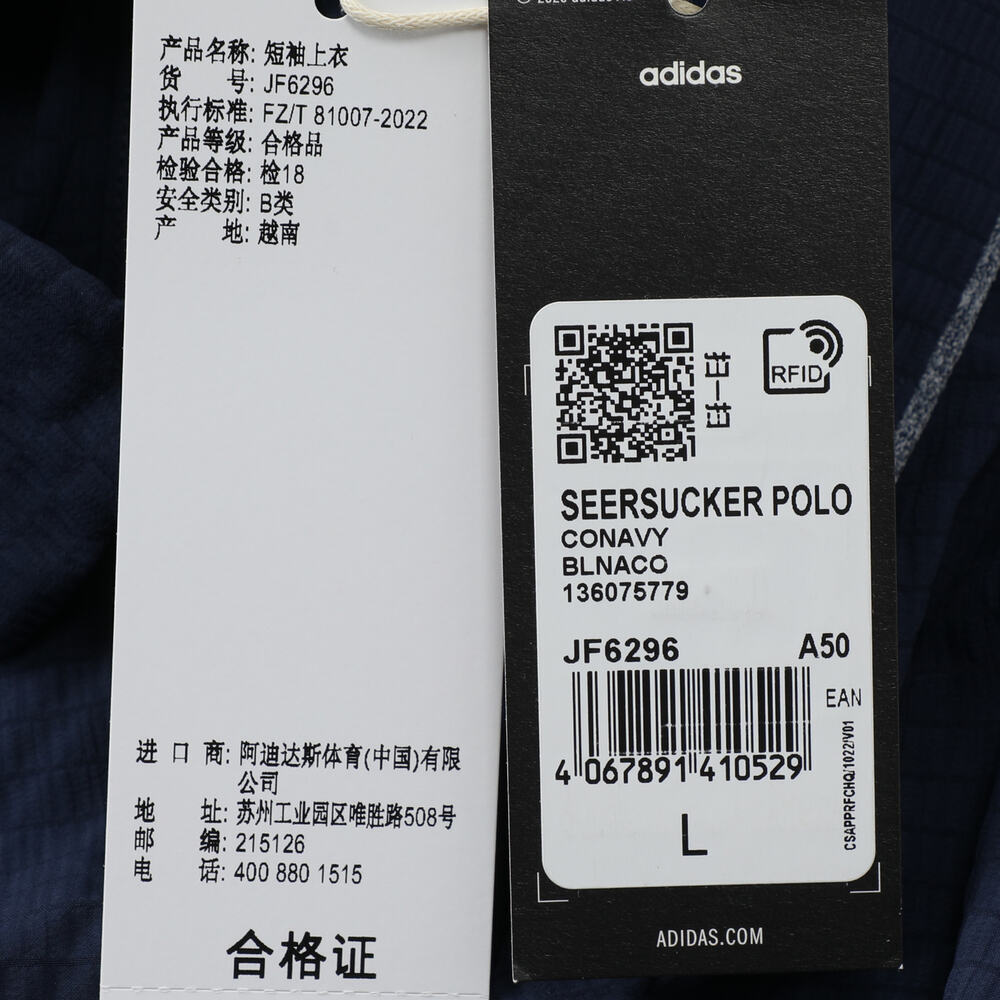 产品名称: 短袖上衣
货 号: JF6296
执行标准: FZ/T 81007-2022
产品等级: 合格品
检验合格: 检18
安全类别: B类
产 地: 越南
进 口 商: 阿迪达斯体育(中国)有限
公司
地 址: 苏州工业园区唯胜路508号
邮 编: 215126
电 话: 400 880 1515
合格证
adidas
扫一扫
RFID
SEERSUCKER POLO
CONAVY
BLNACO
136075779
JF6296 A50
EAN
4 067891 410529
L
CSAPPRFCHQ/1022/V01
ADIDAS.COM